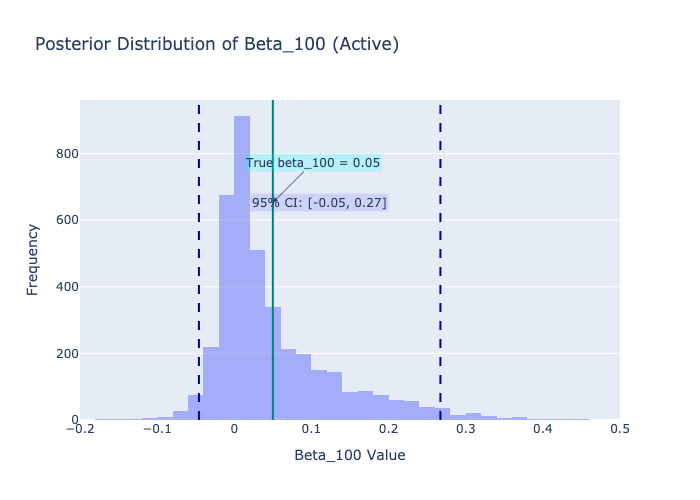 Posterior Distribution of Beta_100 (Active)
800
600
400
200
0
Frequency
True beta_100 = 0.05
95% CI: [-0.05, 0.27]
−0.2 −0.1 0 0.1 0.2 0.3 0.4 0.5
Beta_100 Value